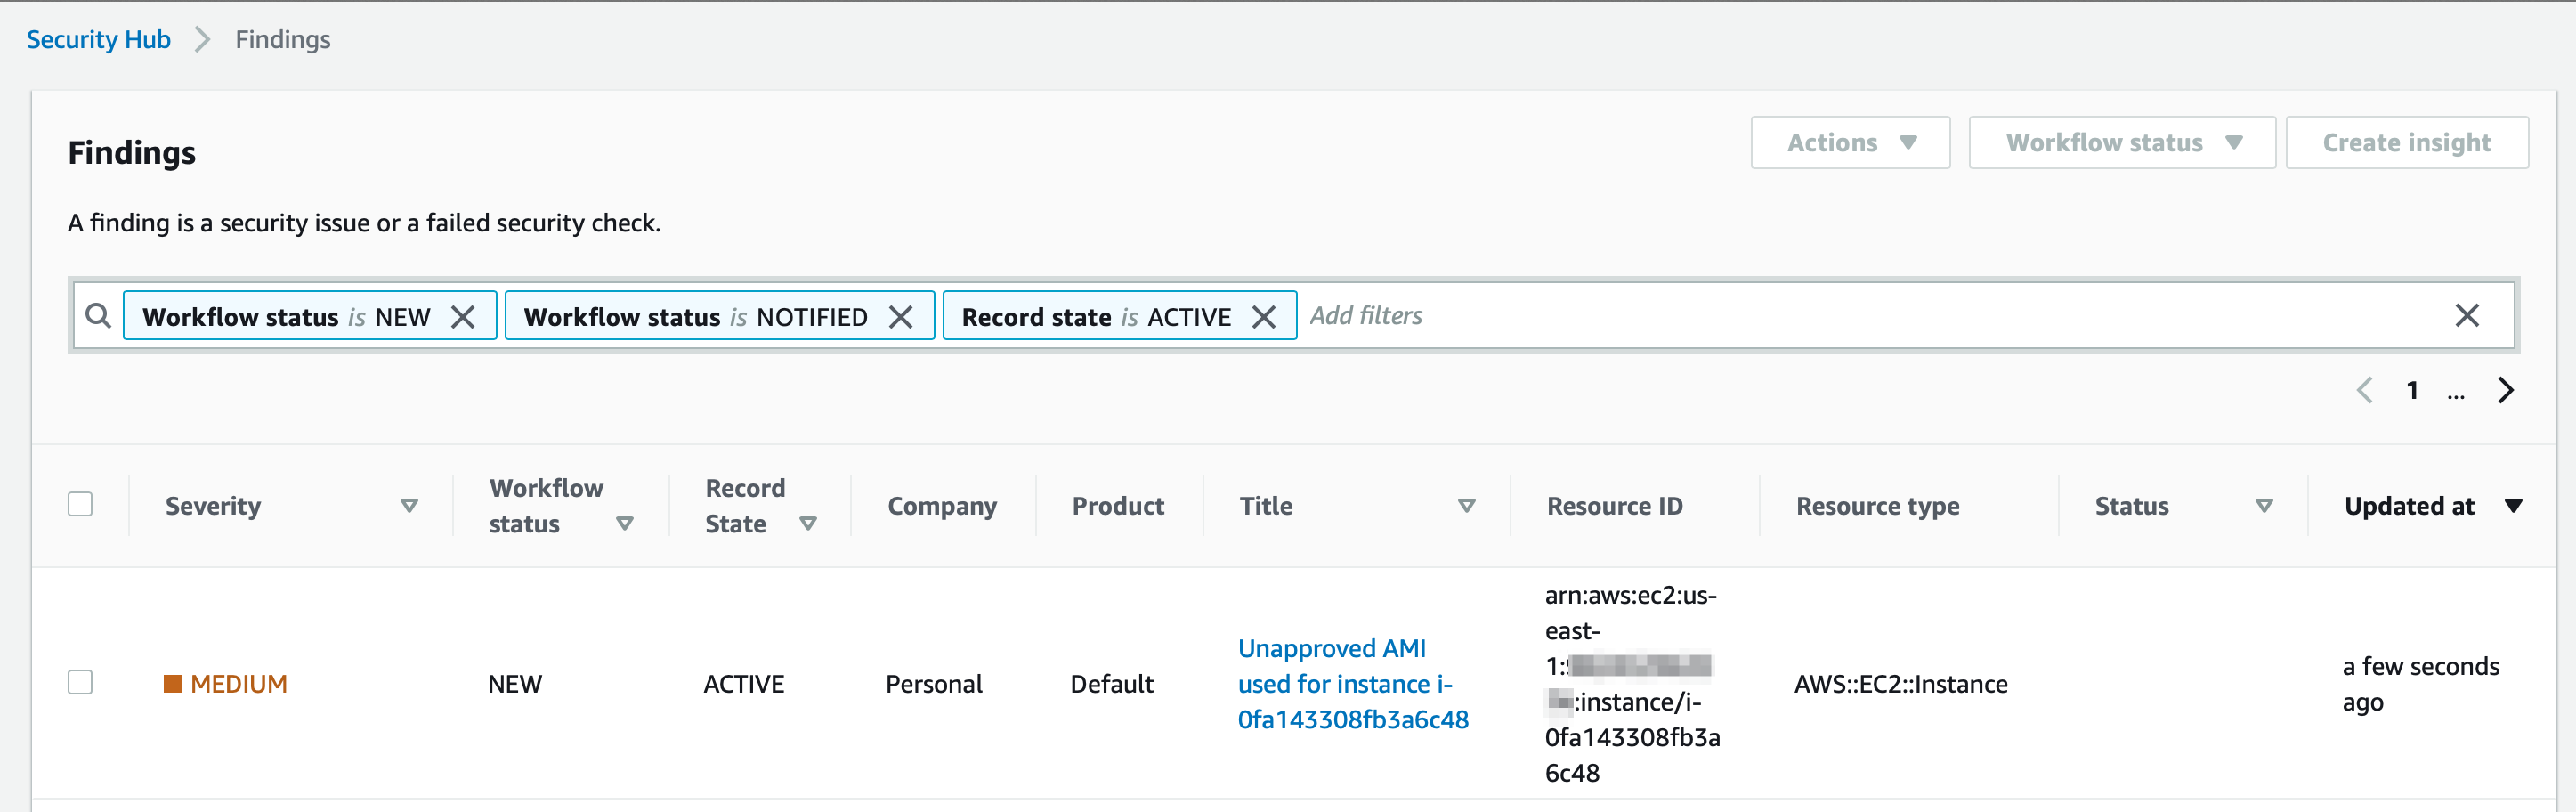 Security Hub > Findings
Findings
Actions ▼ Workflow status ▼ Create insight
A finding is a security issue or a failed security check.
Workflow status is NEW X Workflow status is NOTIFIED X Record state is ACTIVE X Add filters X
< 1 ... >
Severity
Workflow
status
Record
State
Company
Product
Title
Resource ID
Resource type
Status
Updated at
MEDIUM
NEW
ACTIVE
Personal
Default
Unapproved AMI
used for instance i-
0fa143308fb3a6c48
arn:aws:ec2:us-
east-
1:
:instance/i-
0fa143308fb3a
6c48
AWS::EC2::Instance
a few seconds
ago